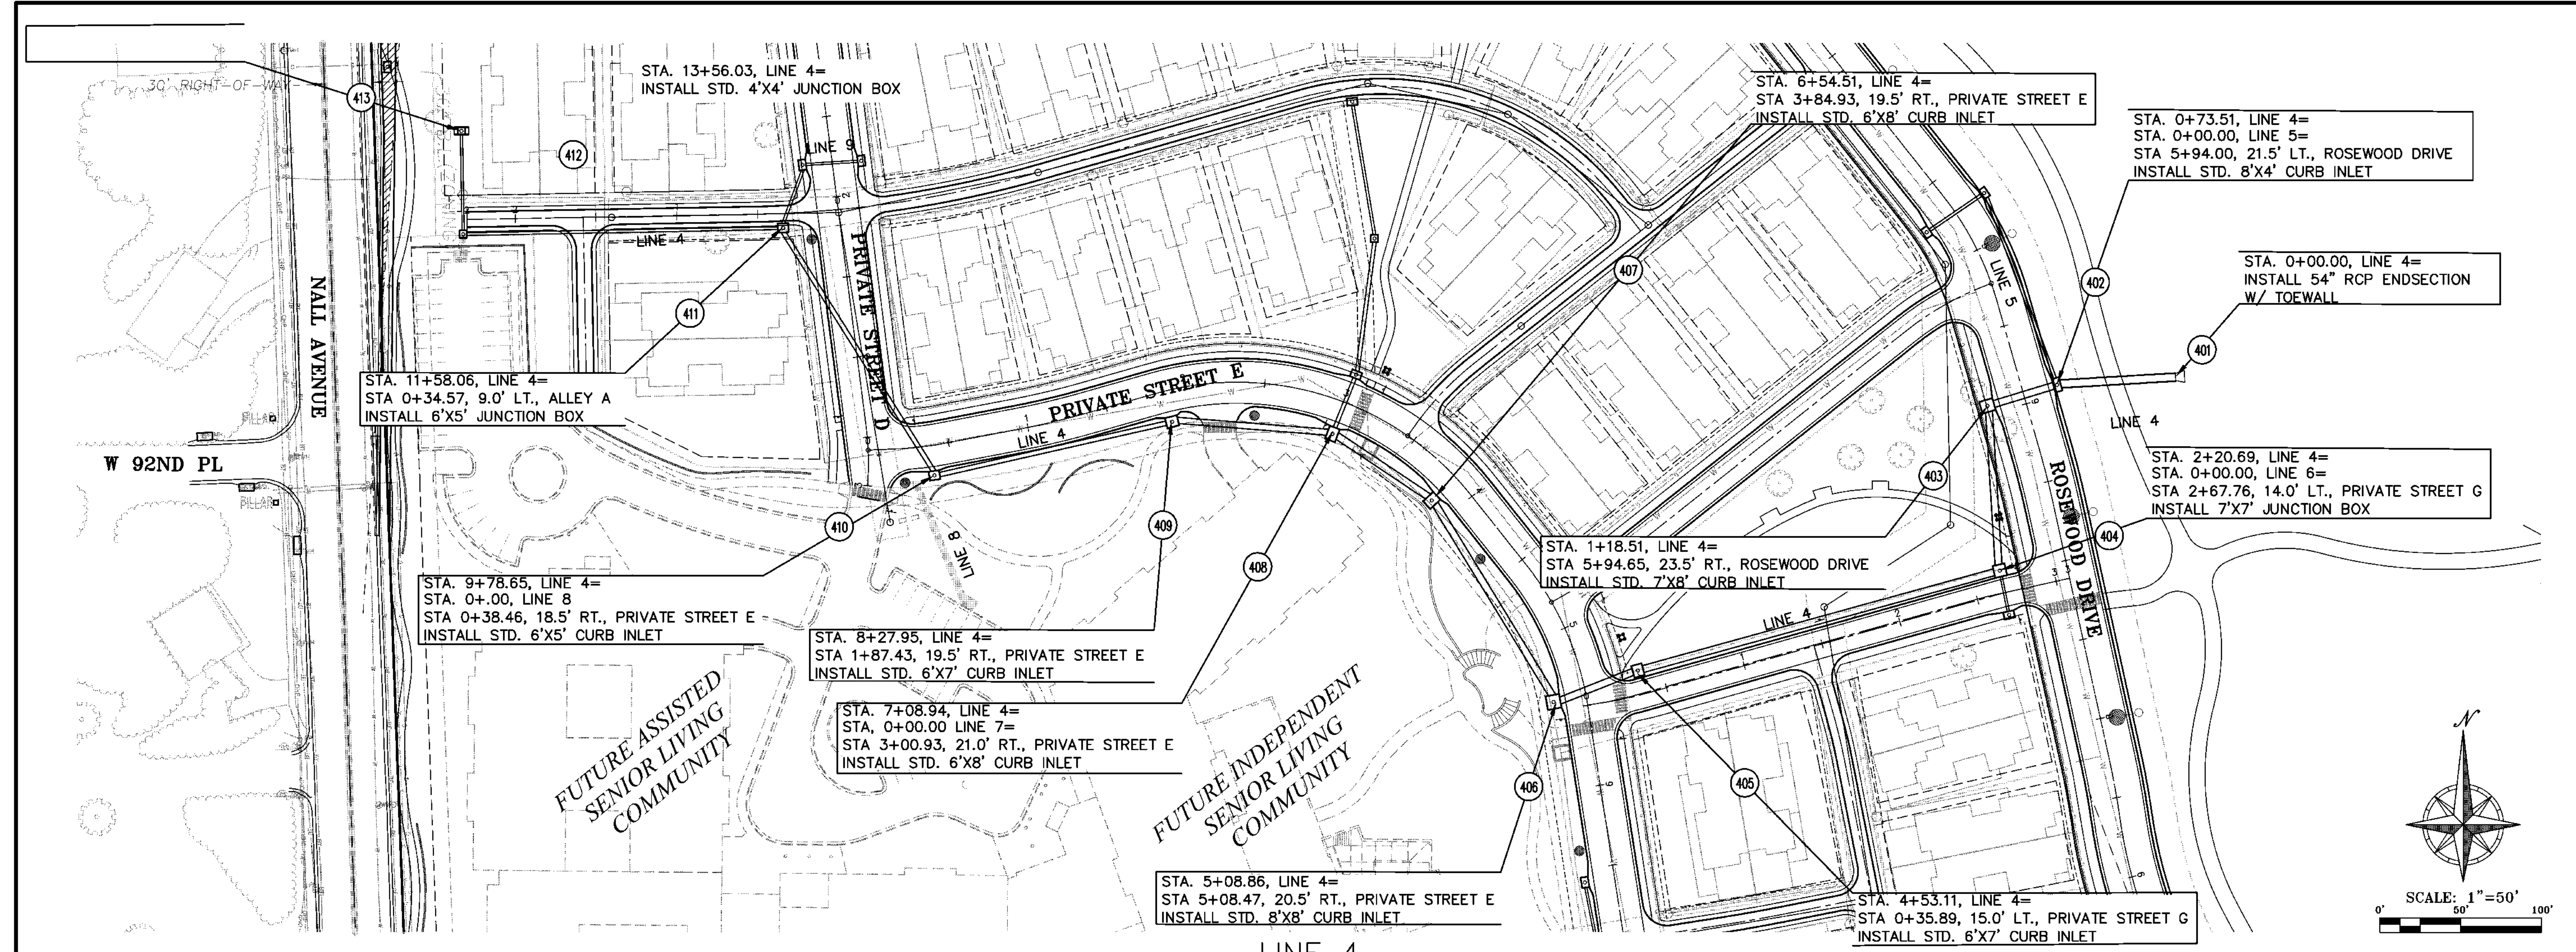 30' RIGHT-OF-WAY
413
412
STA. 13+56.03, LINE 4=
INSTALL STD. 4'X4' JUNCTION BOX
LINE 9
STA. 6+54.51, LINE 4=
STA 3+84.93, 19.5' RT., PRIVATE STREET E
INSTALL STD. 6'X8' CURB INLET
STA. 0+73.51, LINE 4=
STA. 0+00.00, LINE 5=
STA 5+94.00, 21.5' LT., ROSEWOOD DRIVE
INSTALL STD. 8'X4' CURB INLET
STA. 0+00.00, LINE 4=
INSTALL 54" RCP ENDSECTION
W/ TOEWALL
LINE 4
PRIVATE STREET D
407
402
LINE 5
401
411
NALL AVENUE
STA. 11+58.06, LINE 4=
STA 0+34.57, 9.0' LT., ALLEY A
INSTALL 6'X5' JUNCTION BOX
PRIVATE STREET E
LINE 4
LINE 4
PILLAR
W 92ND PL
PILLAR
STA. 2+20.69, LINE 4=
STA. 0+00.00, LINE 6=
STA 2+67.76, 14.0' LT., PRIVATE STREET G
INSTALL 7'X7' JUNCTION BOX
403
ROSEWOOD DRIVE
410
409
408
404
LINE 8
STA. 1+18.51, LINE 4=
STA 5+94.65, 23.5' RT., ROSEWOOD DRIVE
INSTALL STD. 7'X8' CURB INLET
STA. 9+78.65, LINE 4=
STA. 0+.00, LINE 8
STA 0+38.46, 18.5' RT., PRIVATE STREET E
INSTALL STD. 6'X5' CURB INLET
LINE 4
STA. 8+27.95, LINE 4=
STA 1+87.43, 19.5' RT., PRIVATE STREET E
INSTALL STD. 6'X7' CURB INLET
FUTURE ASSISTED
SENIOR LIVING
COMMUNITY
STA. 7+08.94, LINE 4=
STA, 0+00.00 LINE 7=
STA 3+00.93, 21.0' RT., PRIVATE STREET E
INSTALL STD. 6'X8' CURB INLET
FUTURE INDEPENDENT
SENIOR LIVING
COMMUNITY
406
405
N
STA. 5+08.86, LINE 4=
STA 5+08.47, 20.5' RT., PRIVATE STREET E
INSTALL STD. 8'X8' CURB INLET
STA. 4+53.11, LINE 4=
STA 0+35.89, 15.0' LT., PRIVATE STREET G
INSTALL STD. 6'X7' CURB INLET
SCALE: 1"=50'
0' 50' 100'
LINE 4